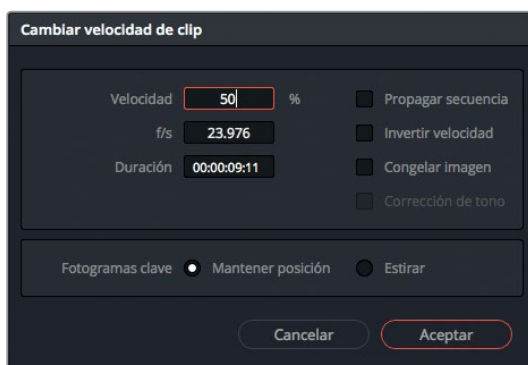 Cambiar velocidad de clip
Velocidad 50 % Propagar secuencia
f/s 23.976 Invertir velocidad
Duración 00:00:09:11 Congelar imagen
Corrección de tono
Fotogramas clave Mantener posición Estirar
Cancelar Aceptar